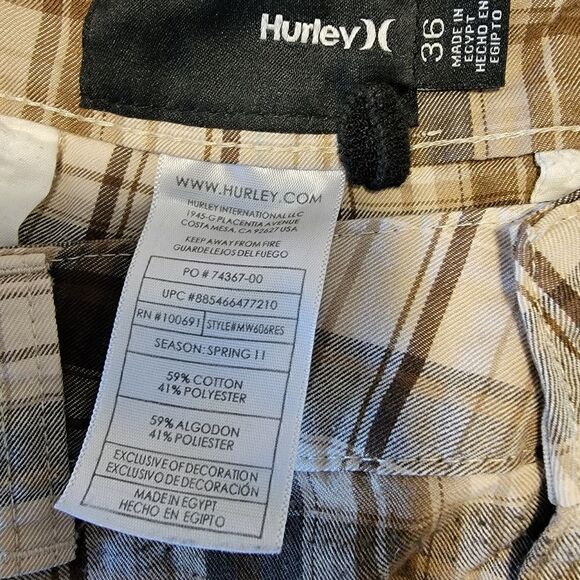 Hurley
36
MADE IN
EGYPT
HECHO EN
EGIPTO
WWW.HURLEY.COM
HURLEY INTERNATIONAL LLC
1945-G PLACENTIA AVENUE
COSTA MESA, CA 92627 USA
KEEP AWAY FROM FIRE
GUARDE LEJOS DEL FUEGO
PO # 74367-00
UPC #885466477210
RN #100691 STYLE#MW606RES
SEASON: SPRING 11
59% COTTON
41% POLYESTER
59% ALGODON
41% POLIESTER
EXCLUSIVE OF DECORATION
EXCLUSIVO DE DECORACIÓN
MADE IN EGYPT
HECHO EN EGIPTO